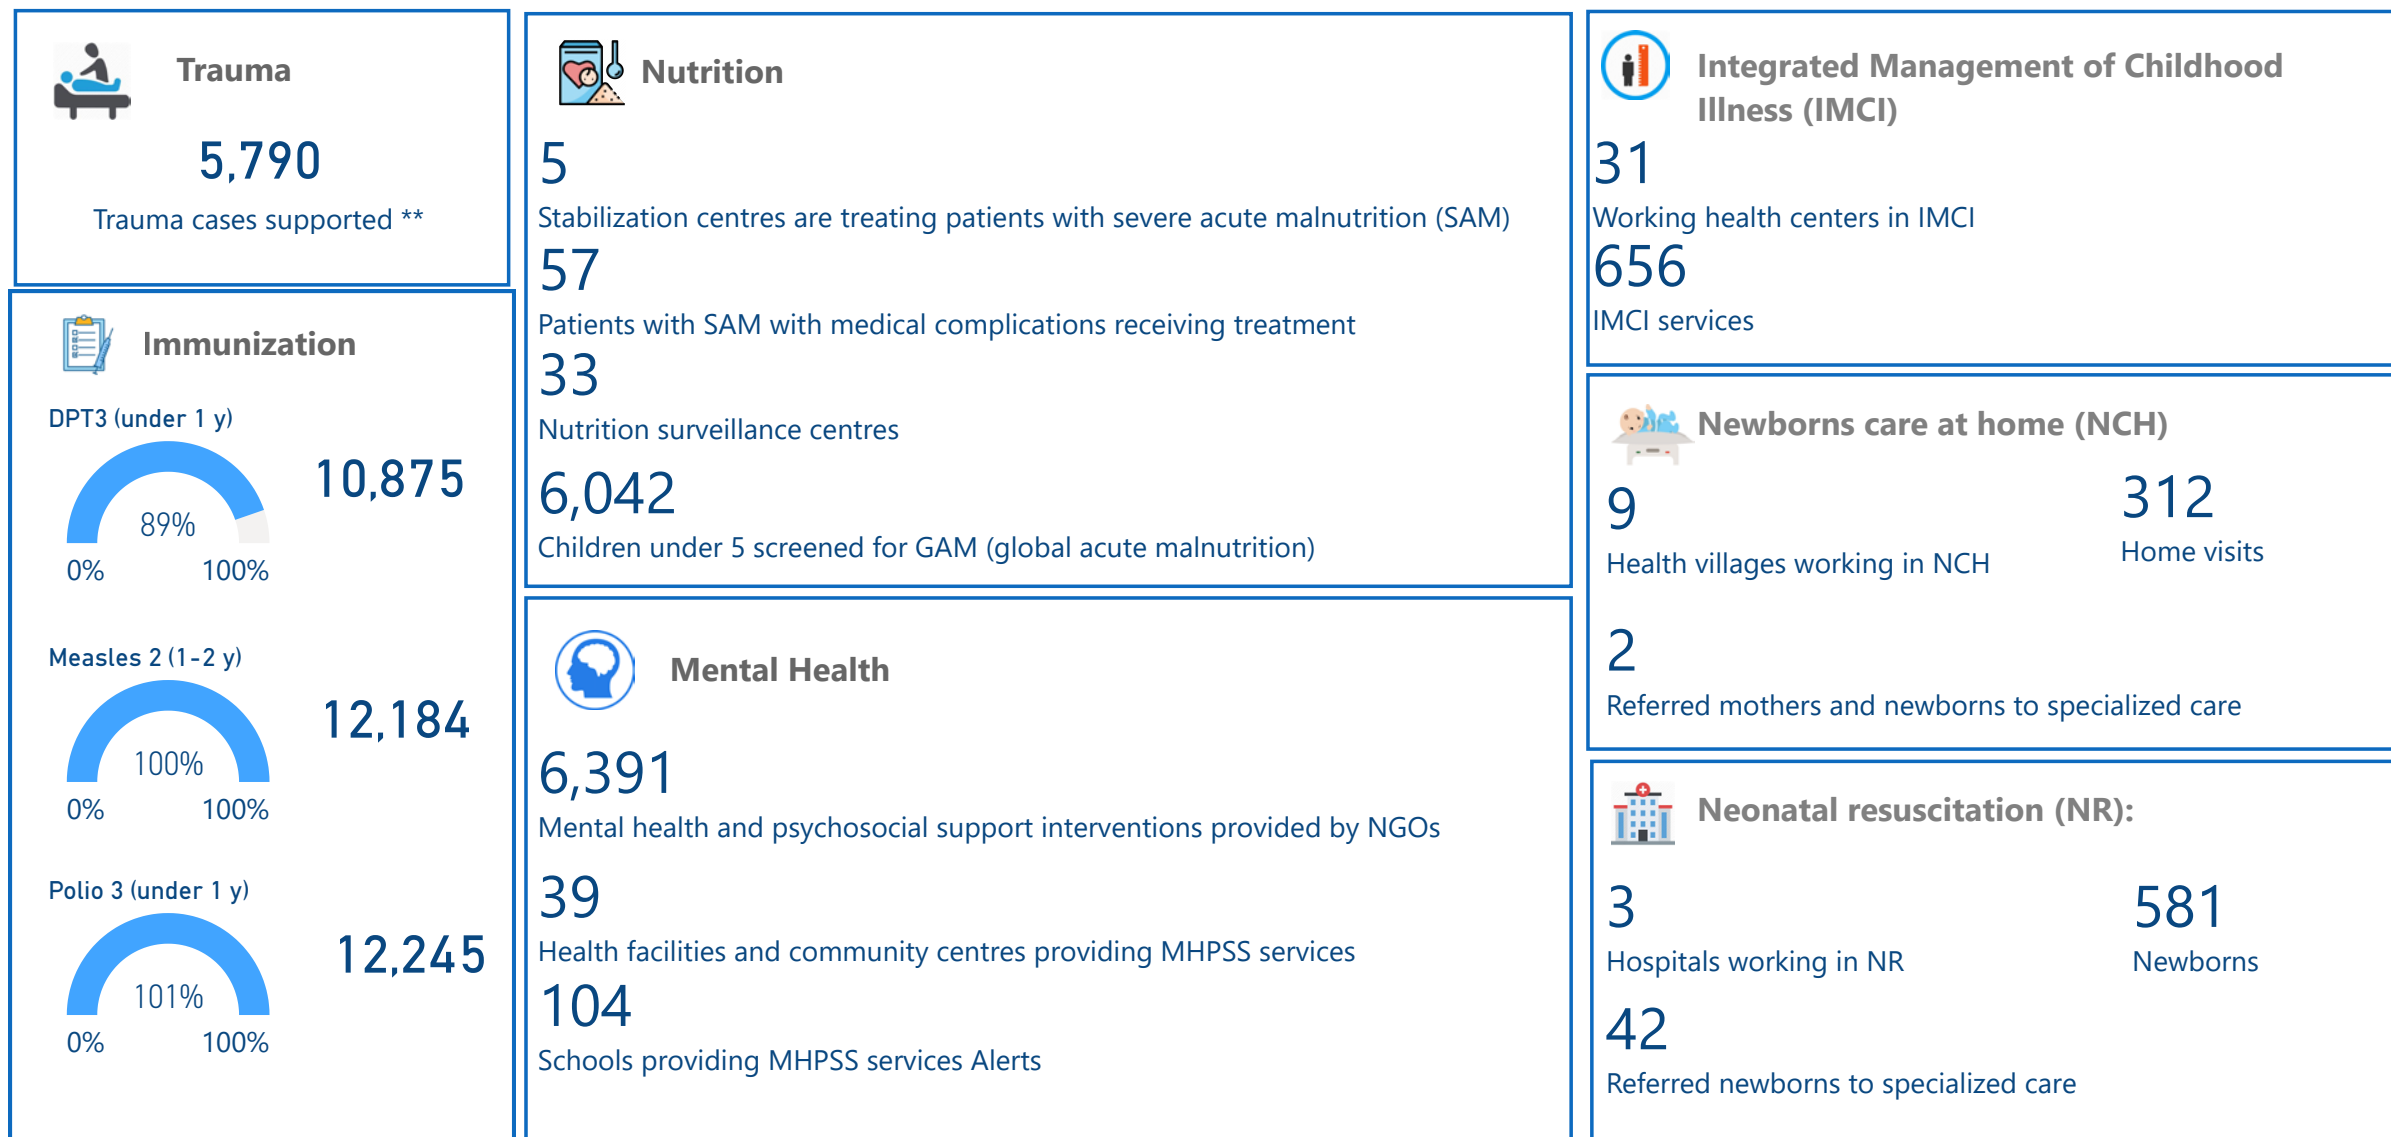 Trauma
5,790
Trauma cases supported **
Immunization
DPT3 (under 1 y)
10,875
89%
0%
100%
Measles 2 (1-2 y)
12,184
100%
0%
100%
Polio 3 (under 1 y)
12,245
101%
0%
100%
Nutrition
5
Stabilization centres are treating patients with severe acute malnutrition (SAM)
57
Patients with SAM with medical complications receiving treatment
33
Nutrition surveillance centres
6,042
Children under 5 screened for GAM (global acute malnutrition)
Mental Health
6,391
Mental health and psychosocial support interventions provided by NGOs
39
Health facilities and community centres providing MHPSS services
104
Schools providing MHPSS services Alerts
Integrated Management of Childhood
Illness (IMCI)
31
Working health centers in IMCI
656
IMCI services
Newborns care at home (NCH)
9
Health villages working in NCH
312
Home visits
2
Referred mothers and newborns to specialized care
Neonatal resuscitation (NR):
3
Hospitals working in NR
581
Newborns
42
Referred newborns to specialized care